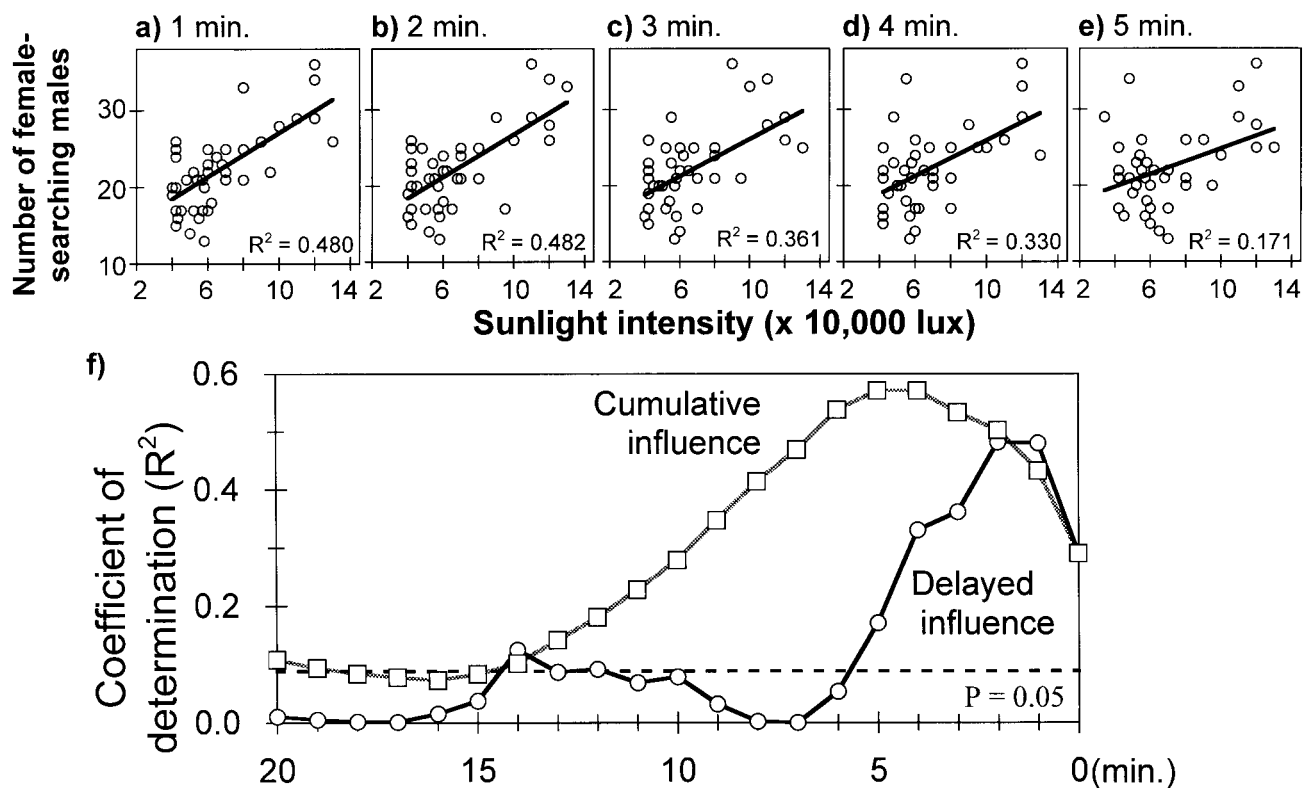 a) 1 min.
b) 2 min.
c) 3 min.
d) 4 min.
e) 5 min.
Number of female-
searching males
30
20
10
R² = 0.480
R² = 0.482
R² = 0.361
R² = 0.330
R² = 0.171
2 6 10 14
2 6 10 14
2 6 10 14
2 6 10 14
2 6 10 14
Sunlight intensity (x 10,000 lux)
f)
Coefficient of
determination (R²)
0.6
0.4
0.2
0.0
Cumulative
influence
Delayed
influence
P = 0.05
20 15 10 5 0(min.)